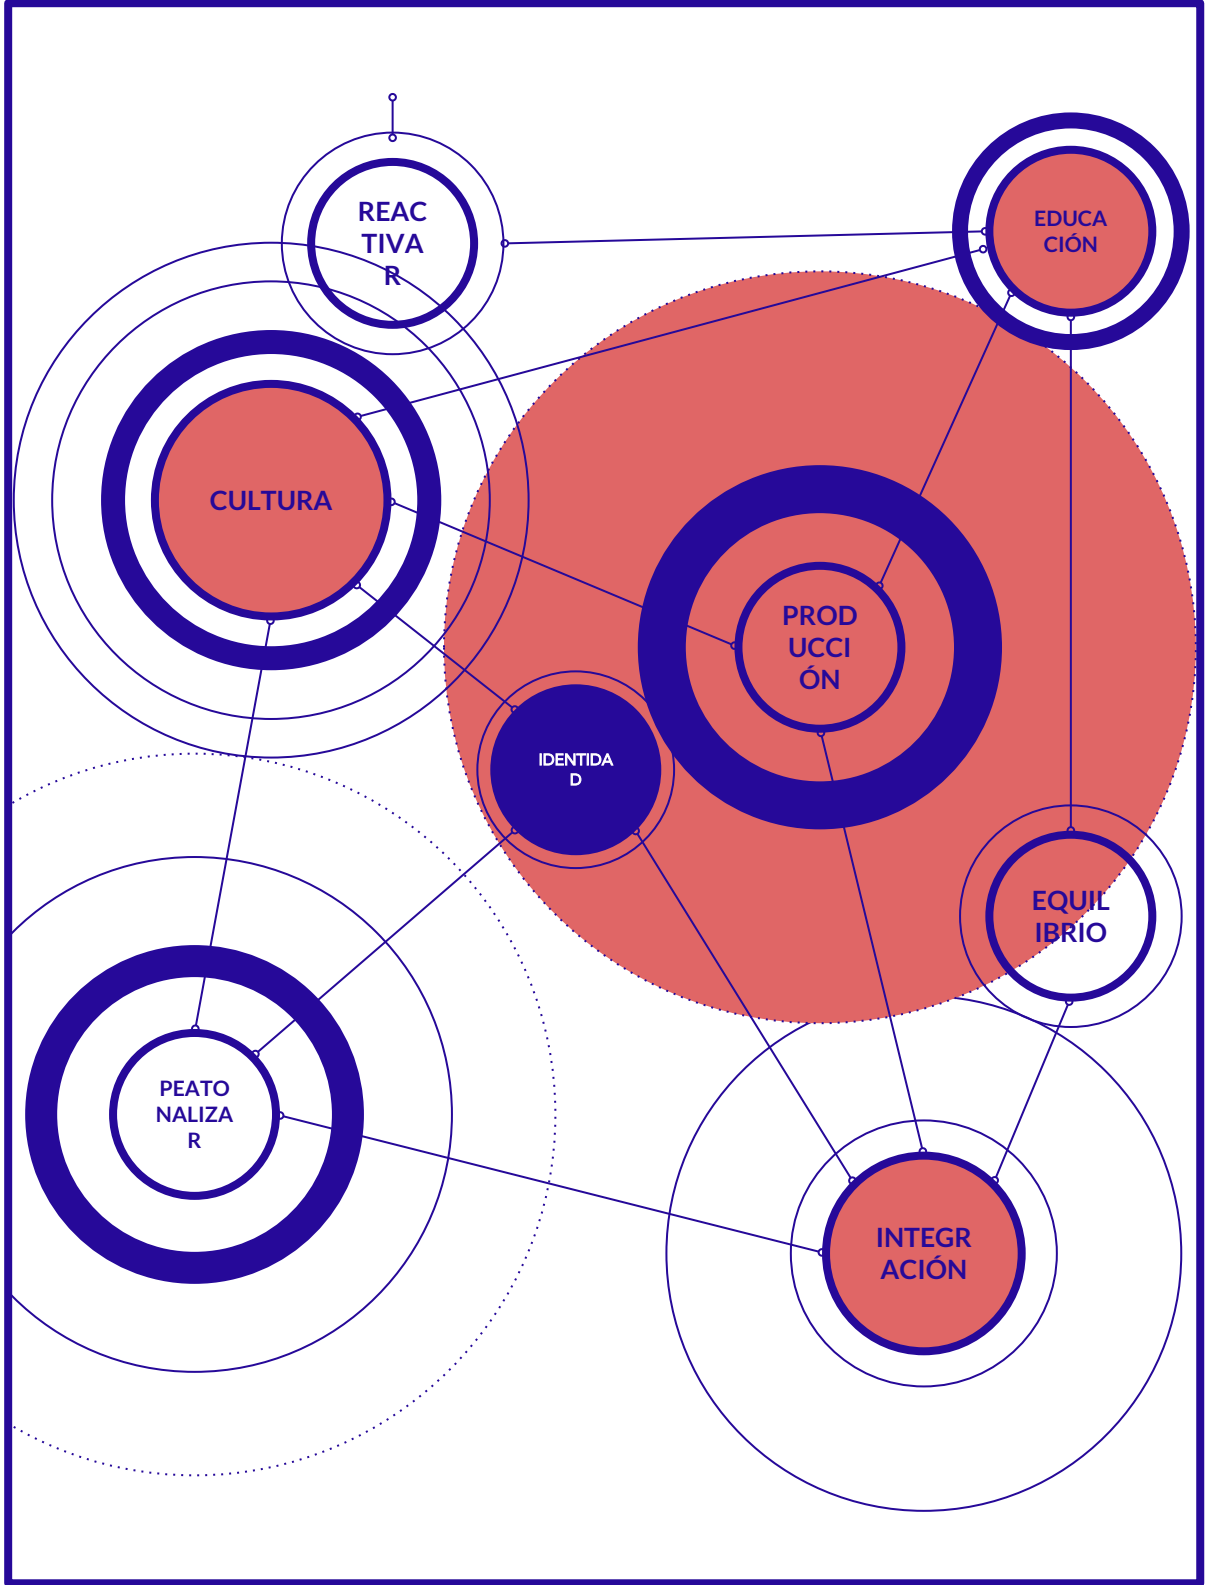 REAC
TIVA
R
EDUCA
CIÓN
CULTURA
PROD
UCCI
ÓN
IDENTIDA
D
EQUIL
IBRIO
PEATO
NALIZA
R
INTEGR
ACIÓN